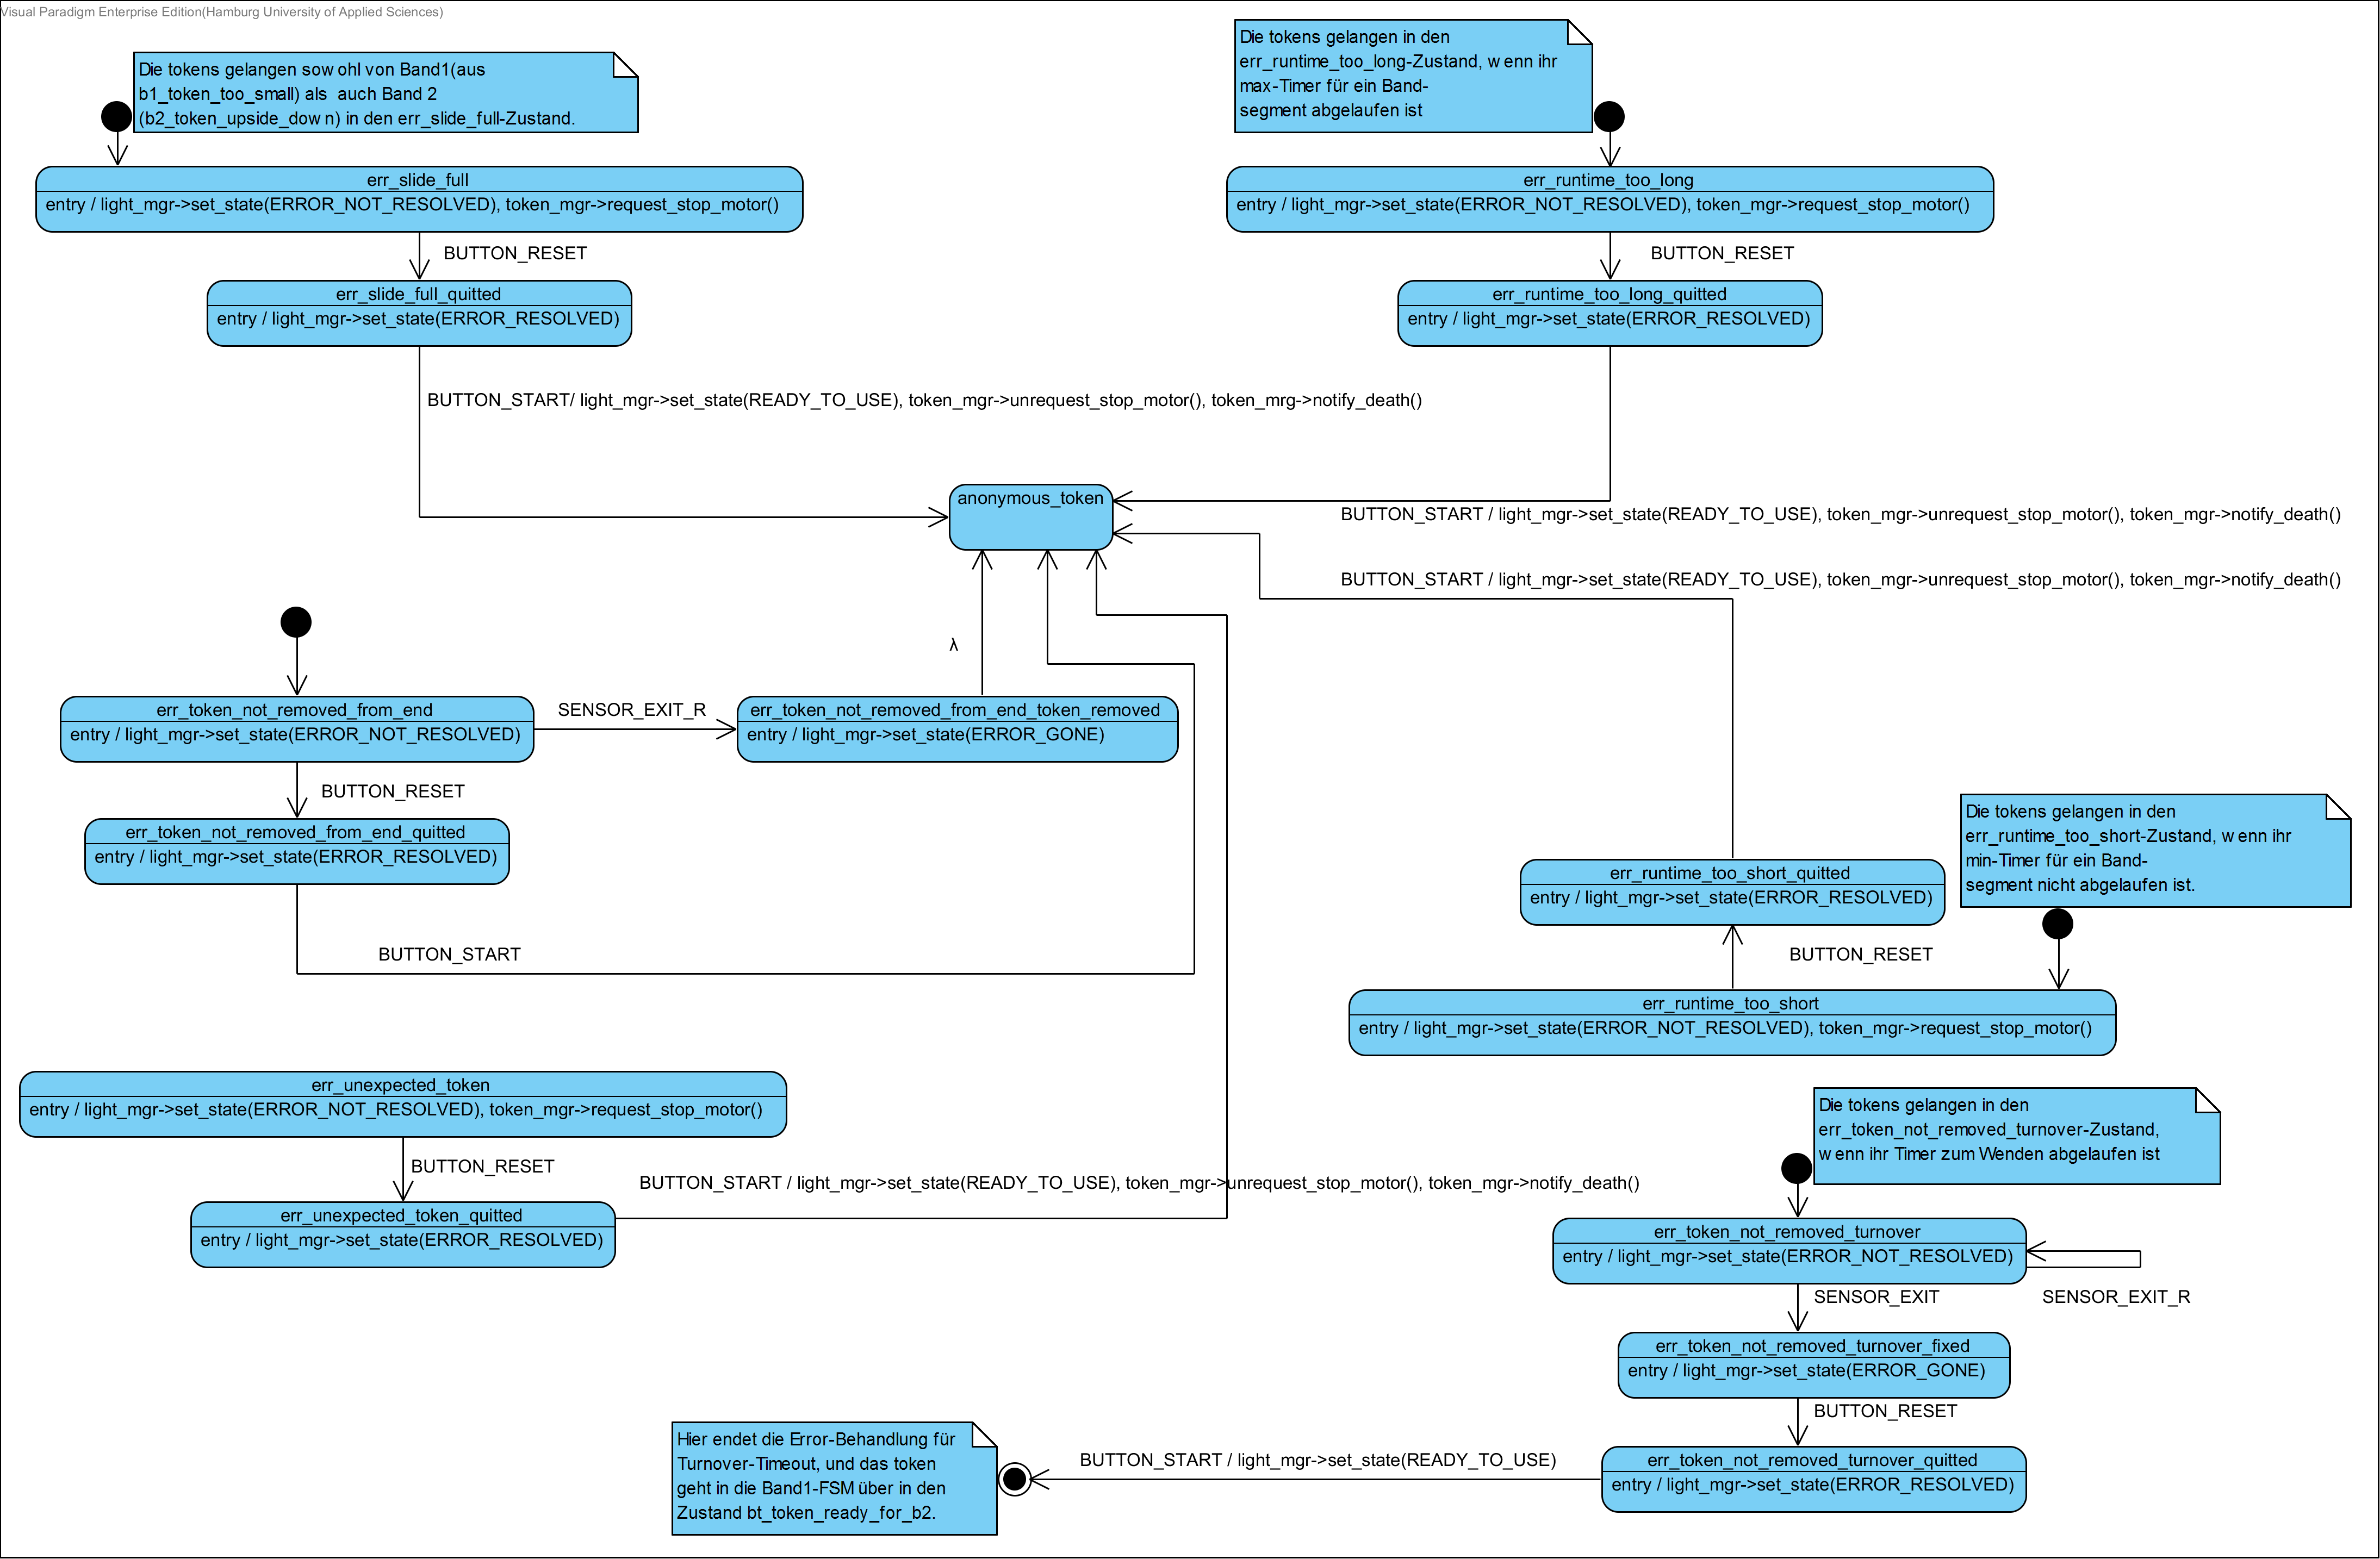 Visual Paradigm Enterprise Edition(Hamburg University of Applied Sciences)
Die tokens gelangen sowohl von Band1(aus
b1_token_too_small) als auch Band 2
(b2_token_upside_down) in den err_slide_full-Zustand.
Die tokens gelangen in den
err_runtime_too_long-Zustand, wenn ihr
max-Timer für ein Band-
segment abgelaufen ist
err_slide_full
entry / light_mgr->set_state(ERROR_NOT_RESOLVED), token_mgr->request_stop_motor()
err_runtime_too_long
entry / light_mgr->set_state(ERROR_NOT_RESOLVED), token_mgr->request_stop_motor()
BUTTON_RESET
BUTTON_RESET
err_slide_full_quitted
entry / light_mgr->set_state(ERROR_RESOLVED)
err_runtime_too_long_quitted
entry / light_mgr->set_state(ERROR_RESOLVED)
BUTTON_START/ light_mgr->set_state(READY_TO_USE), token_mgr->unrequest_stop_motor(), token_mrg->notify_death()
anonymous_token
BUTTON_START / light_mgr->set_state(READY_TO_USE), token_mgr->unrequest_stop_motor(), token_mgr->notify_death()
BUTTON_START / light_mgr->set_state(READY_TO_USE), token_mgr->unrequest_stop_motor(), token_mgr->notify_death()
λ
err_token_not_removed_from_end
entry / light_mgr->set_state(ERROR_NOT_RESOLVED)
SENSOR_EXIT_R
err_token_not_removed_from_end_token_removed
entry / light_mgr->set_state(ERROR_GONE)
BUTTON_RESET
err_token_not_removed_from_end_quitted
entry / light_mgr->set_state(ERROR_RESOLVED)
Die tokens gelangen in den
err_runtime_too_short-Zustand, wenn ihr
min-Timer für ein Band-
segment nicht abgelaufen ist.
err_runtime_too_short_quitted
entry / light_mgr->set_state(ERROR_RESOLVED)
BUTTON_START
BUTTON_RESET
err_runtime_too_short
entry / light_mgr->set_state(ERROR_NOT_RESOLVED), token_mgr->request_stop_motor()
err_unexpected_token
entry / light_mgr->set_state(ERROR_NOT_RESOLVED), token_mgr->request_stop_motor()
Die tokens gelangen in den
err_token_not_removed_turnover-Zustand,
wenn ihr Timer zum Wenden abgelaufen ist
BUTTON_RESET
BUTTON_START / light_mgr->set_state(READY_TO_USE), token_mgr->unrequest_stop_motor(), token_mgr->notify_death()
err_unexpected_token_quitted
entry / light_mgr->set_state(ERROR_RESOLVED)
err_token_not_removed_turnover
entry / light_mgr->set_state(ERROR_NOT_RESOLVED)
SENSOR_EXIT
SENSOR_EXIT_R
err_token_not_removed_turnover_fixed
entry / light_mgr->set_state(ERROR_GONE)
BUTTON_RESET
Hier endet die Error-Behandlung für
Turnover-Timeout, und das token
geht in die Band1-FSM über in den
Zustand bt_token_ready_for_b2.
BUTTON_START / light_mgr->set_state(READY_TO_USE)
err_token_not_removed_turnover_quitted
entry / light_mgr->set_state(ERROR_RESOLVED)